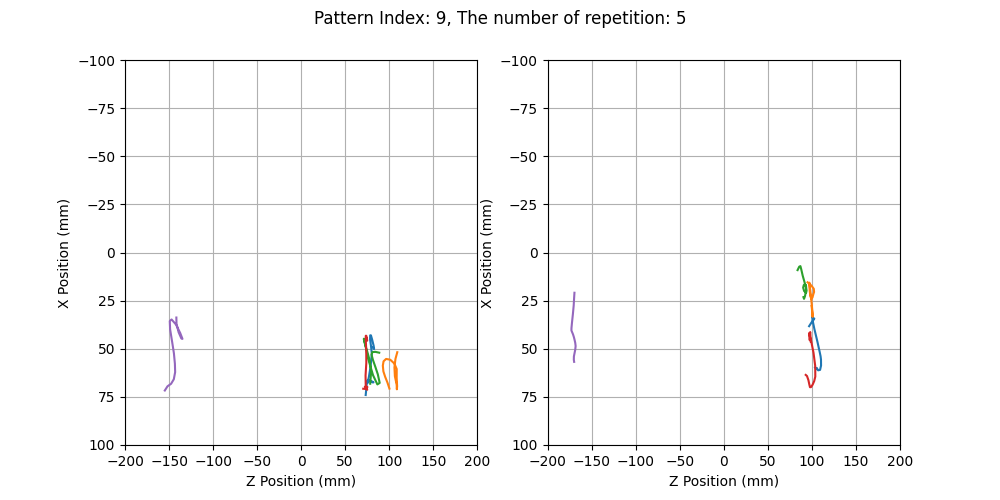 Pattern Index: 9, The number of repetition: 5
−100 −100
−75 −75
−50 −50
−25 −25
X Position (mm) 0 X Position (mm) 0
25 25
50 50
75 75
100 100
−200 −150 −100 −50 0 50 100 150 200 −200 −150 −100 −50 0 50 100 150 200
Z Position (mm) Z Position (mm)